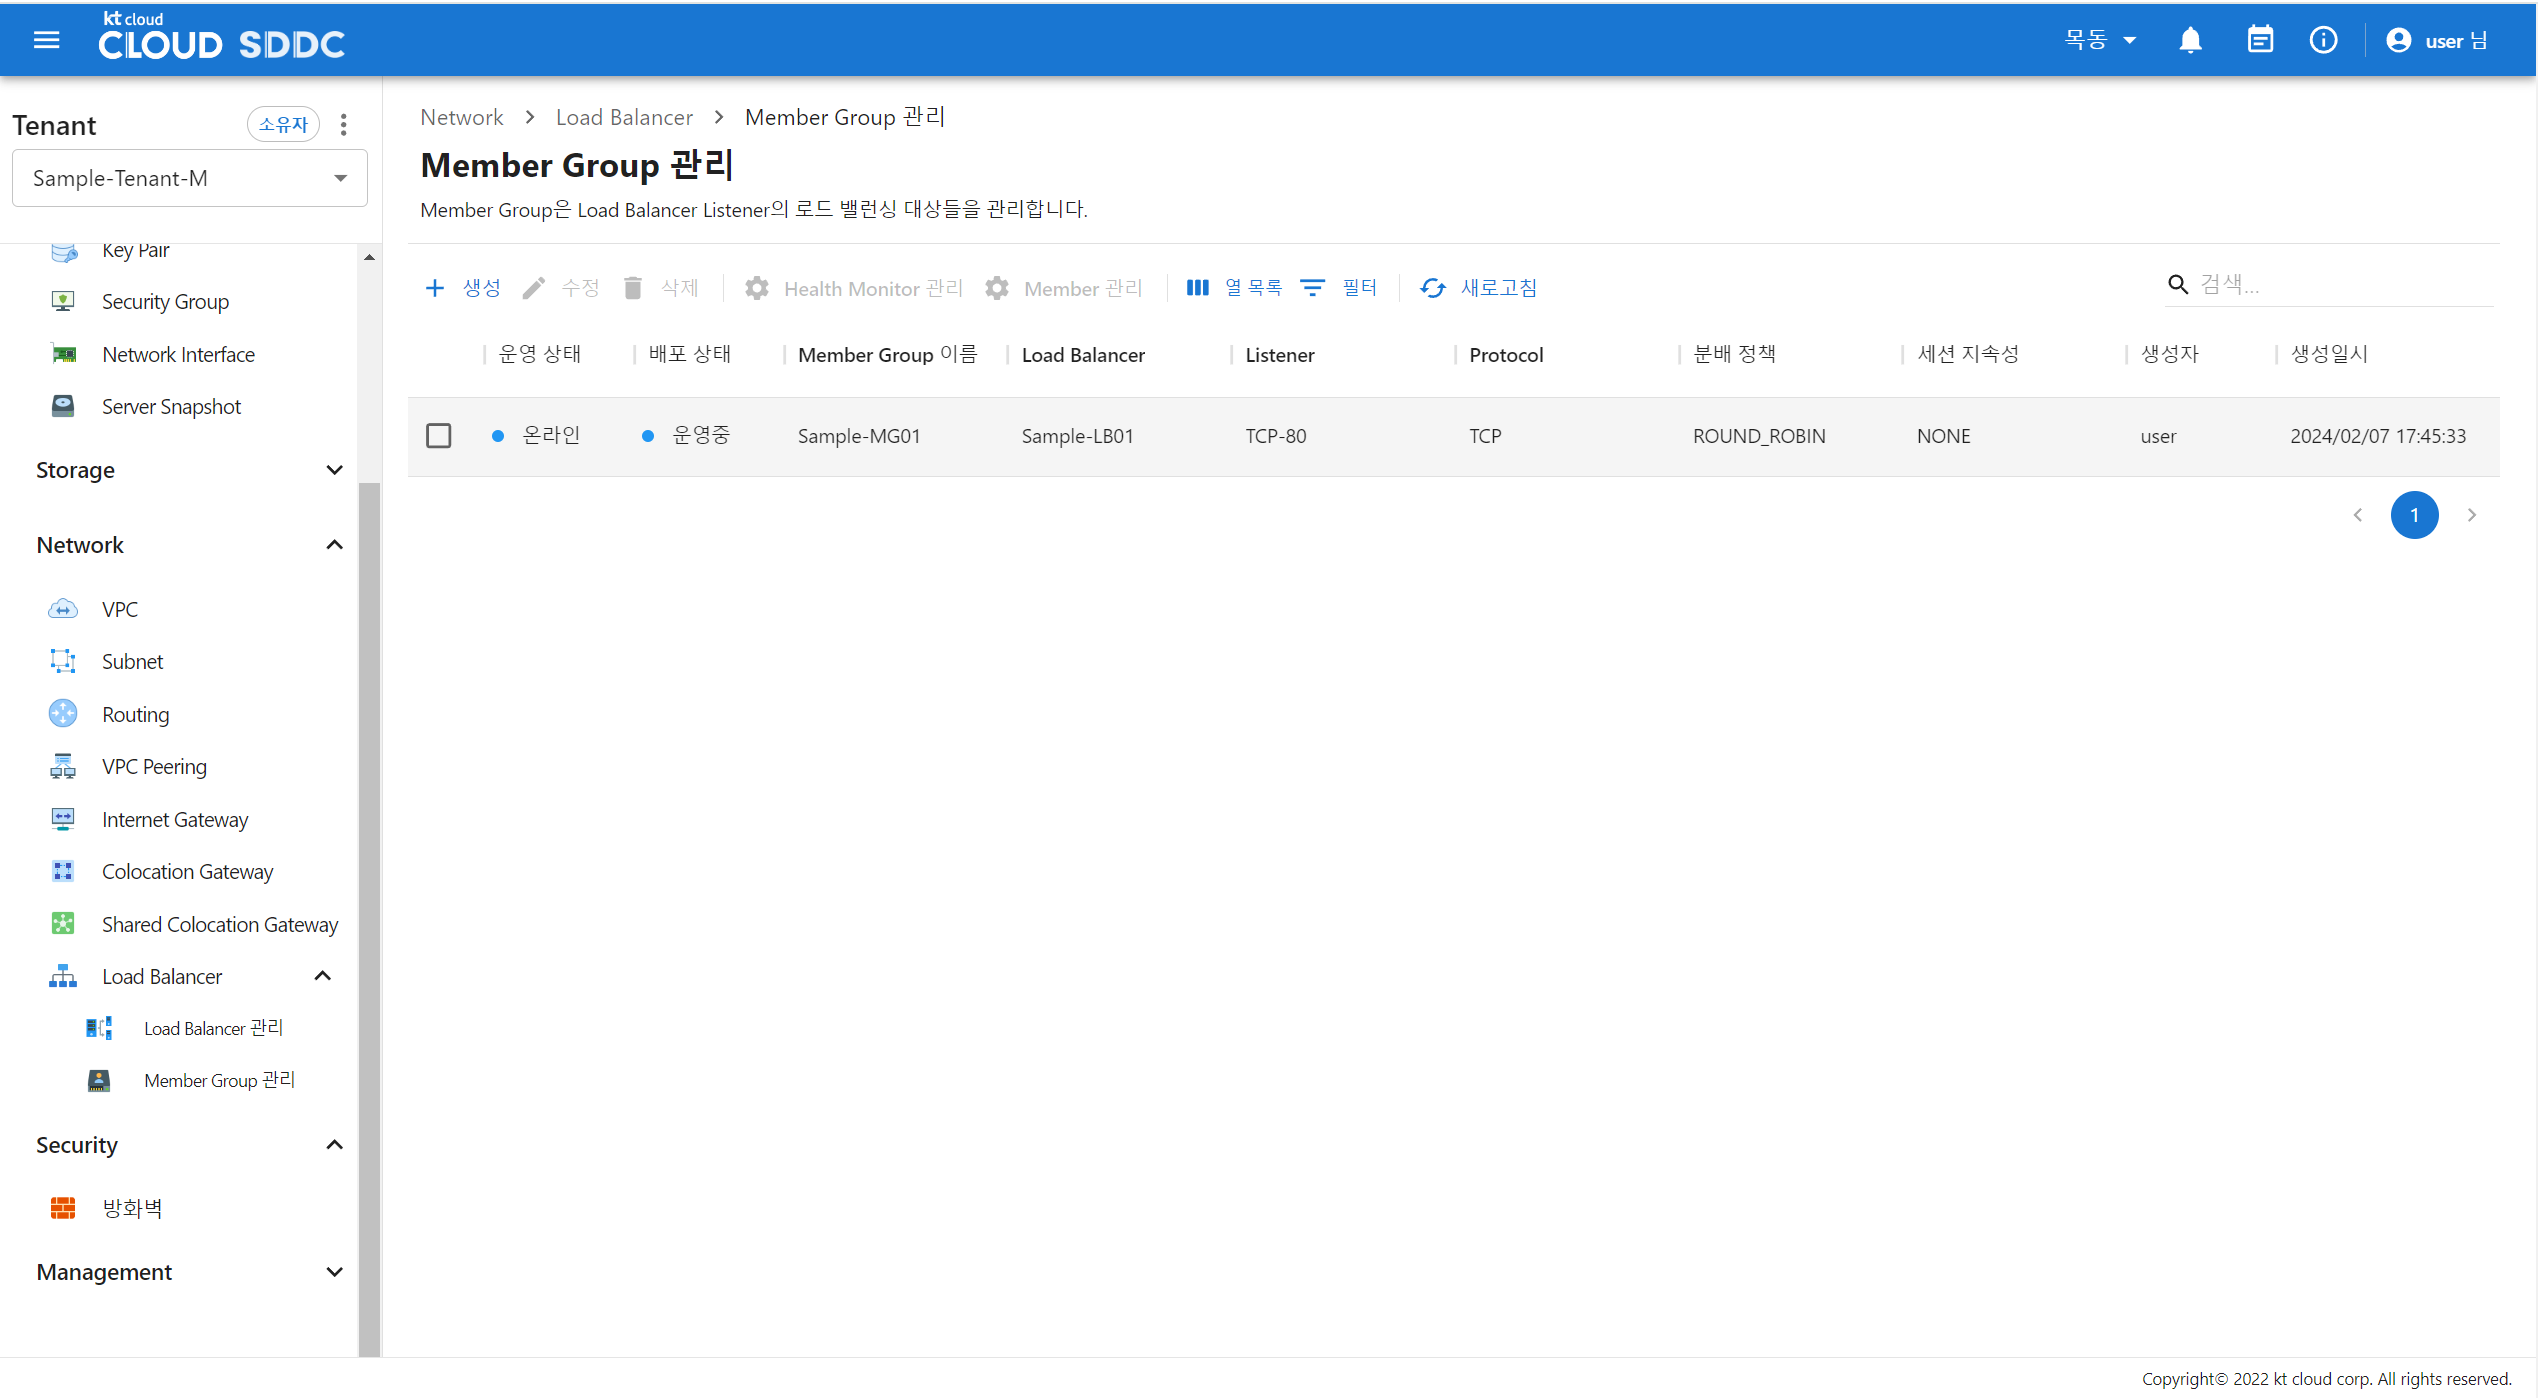 kt cloud
CLOUD SDDC
목동
user 님
Tenant
소유자
Sample-Tenant-M
Key Pair
Security Group
Network Interface
Server Snapshot
Storage
Network
VPC
Subnet
Routing
VPC Peering
Internet Gateway
Colocation Gateway
Shared Colocation Gateway
Load Balancer
Load Balancer 관리
Member Group 관리
Security
방화벽
Management
Network > Load Balancer > Member Group 관리
Member Group 관리
Member Group은 Load Balancer Listener의 로드 밸런싱 대상들을 관리합니다.
생성 수정 삭제 Health Monitor 관리 Member 관리 열 목록 필터 새로고침 검색...
운영 상태 배포 상태 Member Group 이름 Load Balancer Listener Protocol 분배 정책 세션 지속성 생성자 생성일시
온라인 운영중 Sample-MG01 Sample-LB01 TCP-80 TCP ROUND_ROBIN NONE user 2024/02/07 17:45:33
1
Copyright© 2022 kt cloud corp. All rights reserved.